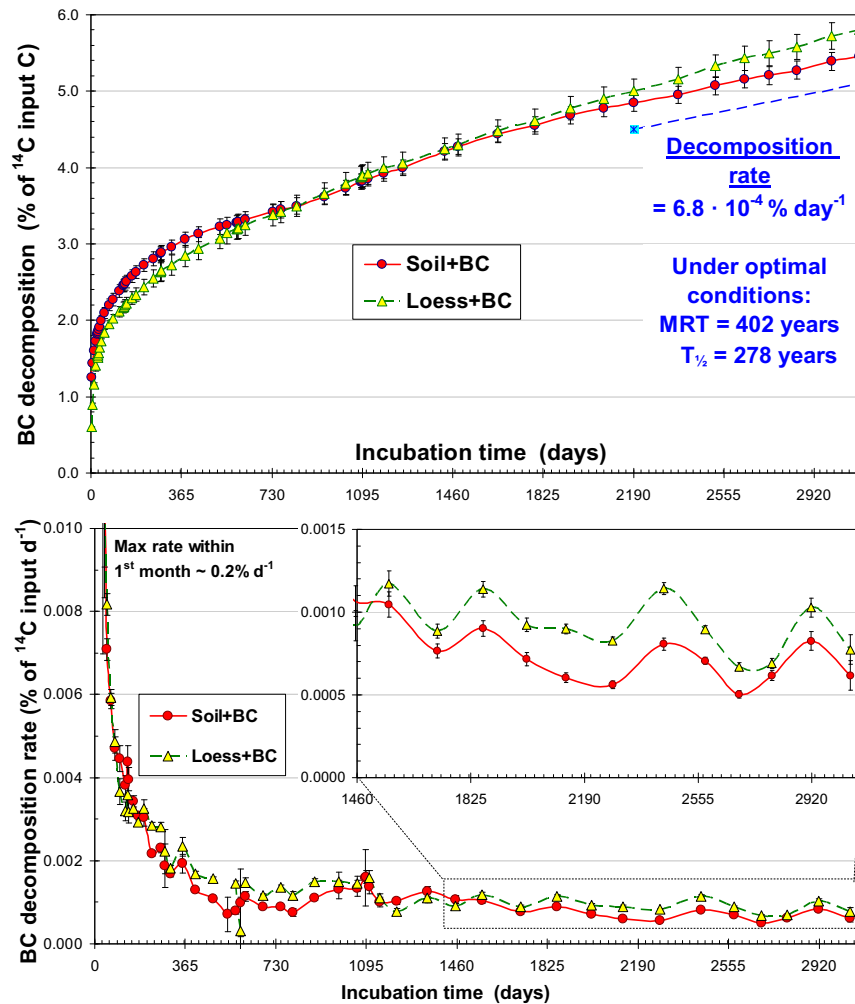 BC decomposition (% of ¹⁴C input C)
6.0
5.0
4.0
3.0
2.0
1.0
0.0
Decomposition
rate
= 6.8 · 10⁻⁴ % day⁻¹
Soil+BC
Loess+BC
Under optimal
conditions:
MRT = 402 years
T½ = 278 years
Incubation time (days)
0 365 730 1095 1460 1825 2190 2555 2920
BC decomposition rate (% of ¹⁴C input d⁻¹)
0.010
0.008
0.006
0.004
0.002
0.000
Max rate within
1st month ~ 0.2% d⁻¹
Soil+BC
Loess+BC
0.0015
0.0010
0.0005
0.0000
1460 1825 2190 2555 2920
0 365 730 1095 1460 1825 2190 2555 2920
Incubation time (days)